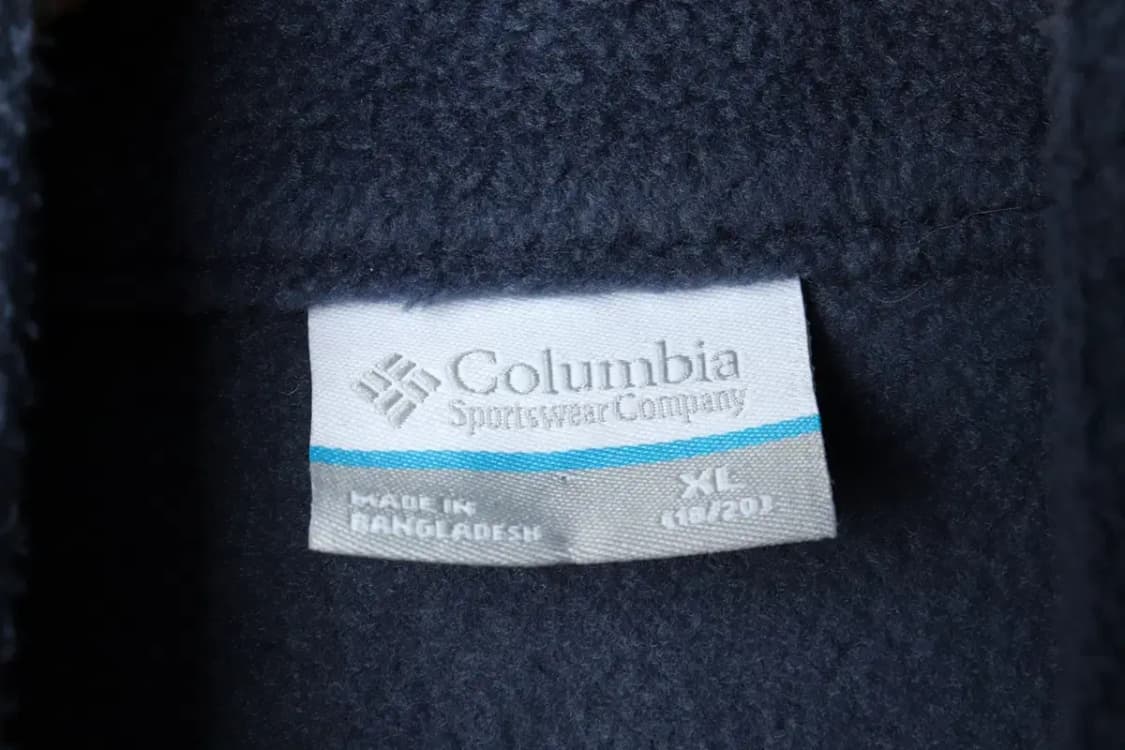 Columbia
Sportswear Company
MADE IN
BANGLADESH
XL
(18/20)